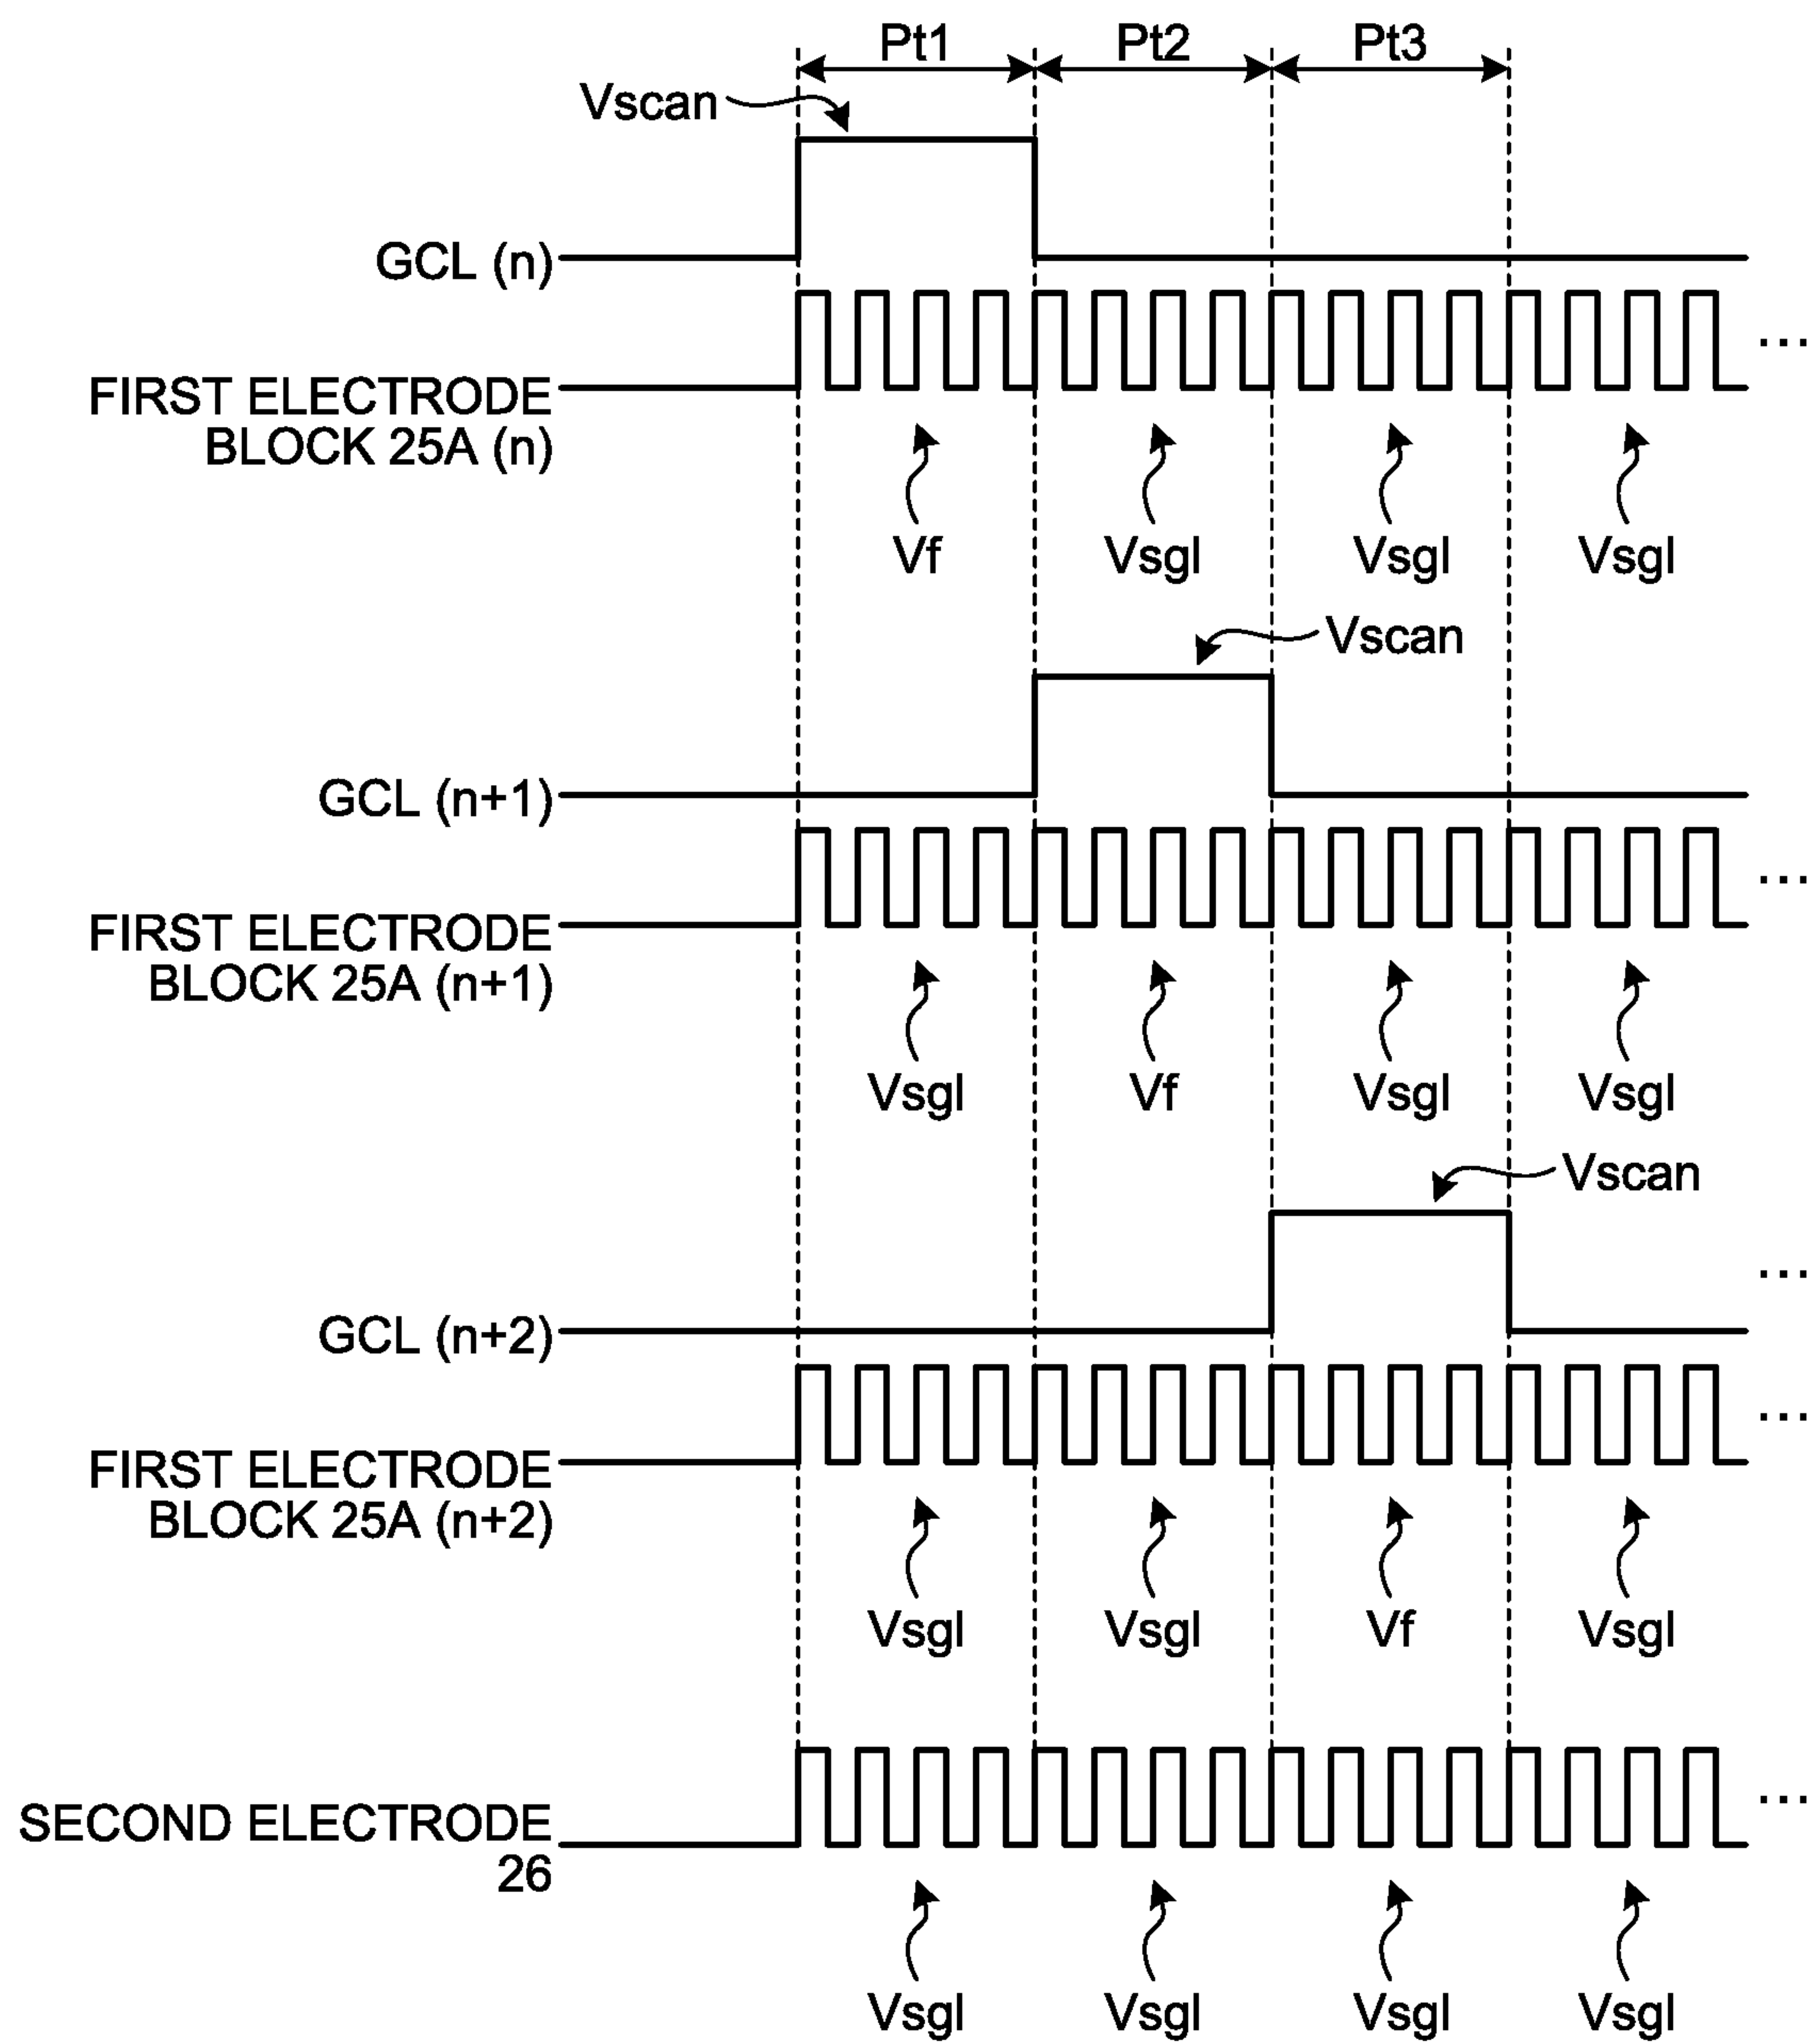 Pt1 Pt2 Pt3
Vscan
GCL (n)
...
FIRST ELECTRODE
BLOCK 25A (n)
Vf Vsgl Vsgl Vsgl
Vscan
GCL (n+1)
...
FIRST ELECTRODE
BLOCK 25A (n+1)
Vsgl Vf Vsgl Vsgl
Vscan
...
GCL (n+2)
...
FIRST ELECTRODE
BLOCK 25A (n+2)
Vsgl Vsgl Vf Vsgl
...
SECOND ELECTRODE
26
Vsgl Vsgl Vsgl Vsgl